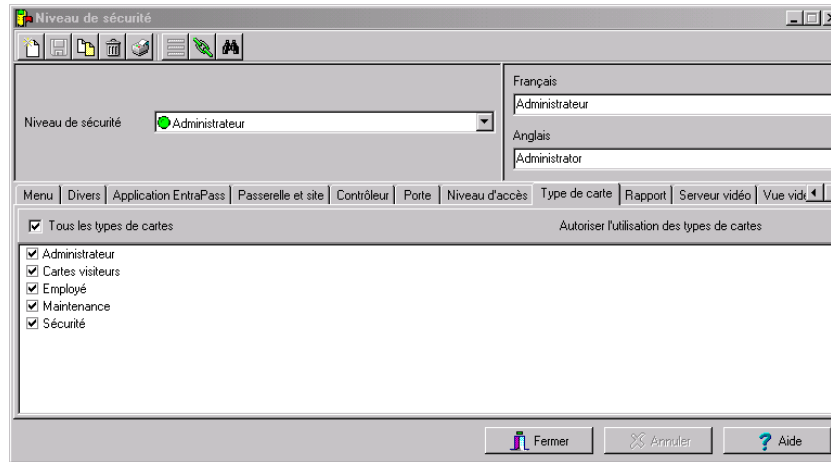 Niveau de sécurité
Français
Administrateur
Niveau de sécurité
Administrateur
Anglais
Administrator
Menu Divers Application EntraPass Passerelle et site Contrôleur Porte Niveau d'accès Type de carte Rapport Serveur vidéo Vue
Tous les types de cartes
Autoriser l'utilisation des types de cartes
Administrateur
Cartes visiteurs
Employé
Maintenance
Sécurité
Fermer
Annuler
Aide